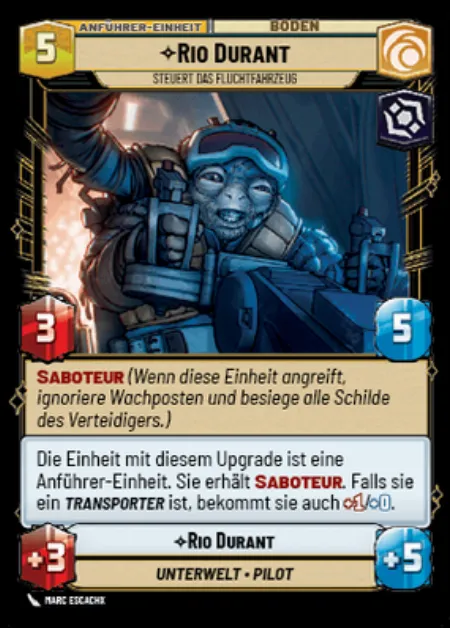 ANFÜHRER-EINHEIT
BODEN
5
RIO DURANT
STEUERT DAS FLUCHTFAHRZEUG
3
5
SABOTEUR (Wenn diese Einheit angreift,
ignoriere Wachposten und besiege alle Schilde
des Verteidigers.)
Die Einheit mit diesem Upgrade ist eine
Anführer-Einheit. Sie erhält SABOTEUR. Falls sie
ein TRANSPORTER ist, bekommt sie auch +1/+0.
RIO DURANT
+3
+5
UNTERWELT • PILOT
MARC ESCACHX